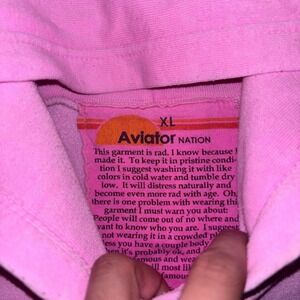 XL
Aviator NATION
This garment is rad. I know because I
made it. To keep it in pristine condi-
tion I suggest washing it with like
colors in cold water and tumble dry
low. It will distress naturally and
become even more rad with age. Oh,
there is one problem with wearing this
garment I must warn you about:
People will come out of no where and
want to know who you are. I suggest
not wearing it in a crowded
you have a couple body
it's probably ok, and
famous and
will most
famous